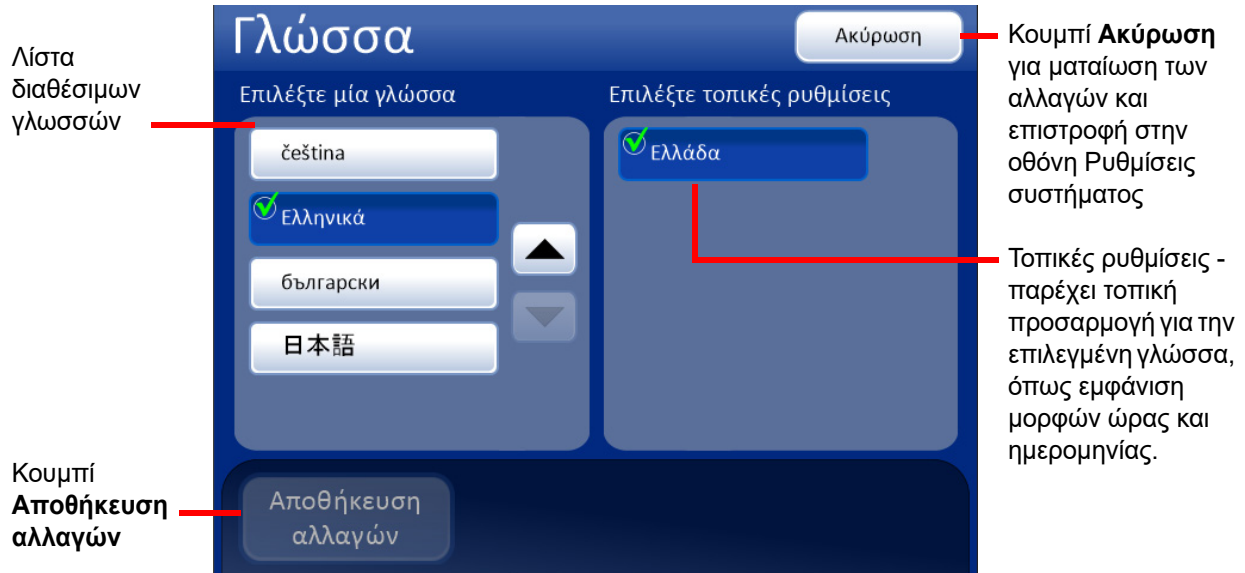 Λίστα
διαθέσιμων
γλωσσών
Γλώσσα
Ακύρωση
Επιλέξτε μία γλώσσα
Επιλέξτε τοπικές ρυθμίσεις
čeština
Ελληνικά
български
日本語
Ελλάδα
Κουμπί Ακύρωση
για ματαίωση των
αλλαγών και
επιστροφή στην
οθόνη Ρυθμίσεις
συστήματος
Τοπικές ρυθμίσεις -
παρέχει τοπική
προσαρμογή για την
επιλεγμένη γλώσσα,
όπως εμφάνιση
μορφών ώρας και
ημερομηνίας.
Κουμπί
Αποθήκευση
αλλαγών
Αποθήκευση
αλλαγών